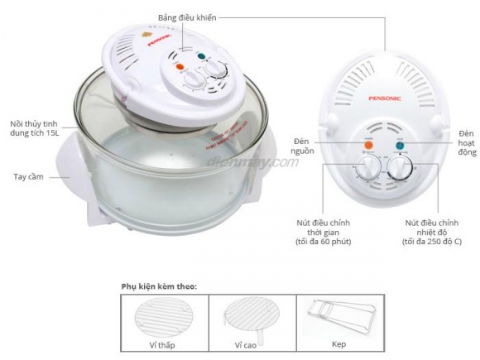 Bảng điều khiển
PENSONIC
PENSONIC
Nồi thủy tinh
dung tích 15L
Tay cầm
dienmay.com
Đèn
nguồn
Đèn
hoạt
động
Nút điều chỉnh
thời gian
(tối đa 60 phút)
Nút điều chỉnh
nhiệt độ
(tối đa 250 độ C)
Phụ kiện kèm theo:
Vỉ thấp
Vỉ cao
Kẹp